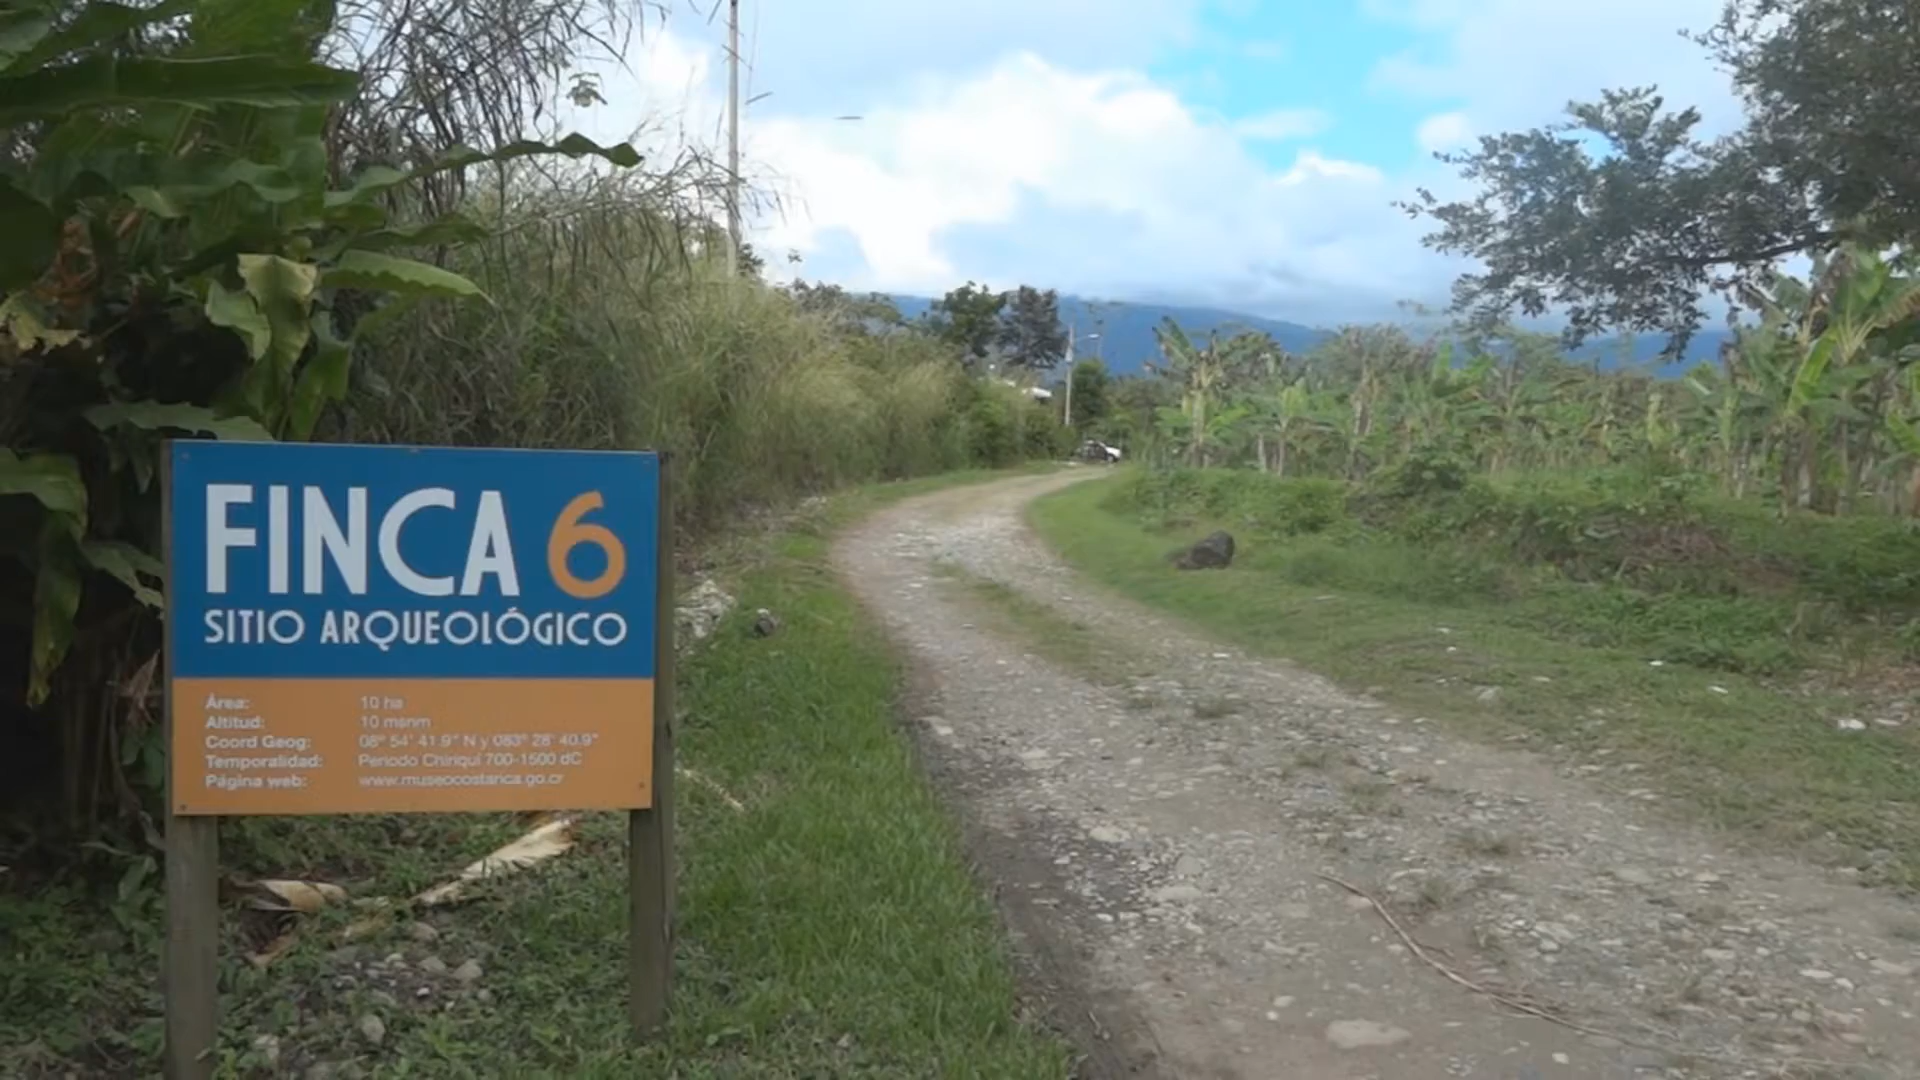 FINCA 6
SITIO ARQUEOLÓGICO
Área: 10 ha
Altitud: 10 msnm
Coord Geog: 08° 54' 41.9" N y 083° 28' 40.9"
Temporalidad: Periodo Chiriquí 700-1500 dC
Página web: www.museocostarica.go.cr